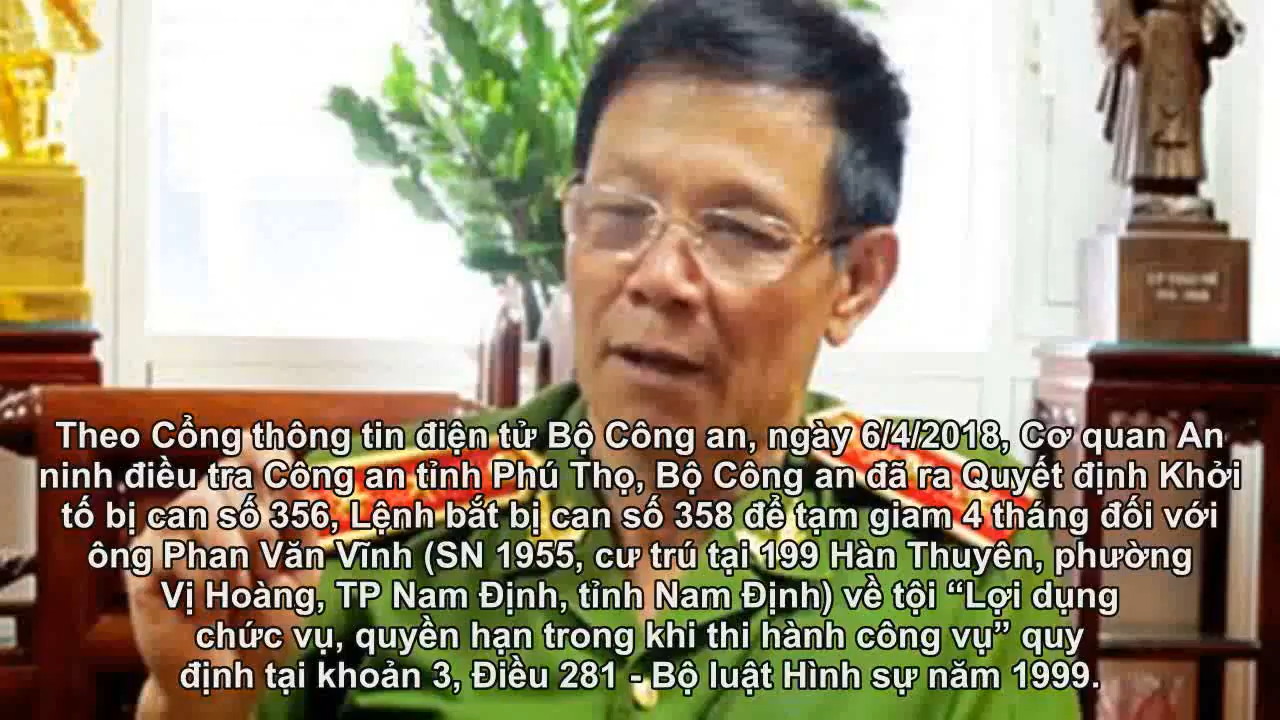 Theo Cổng thông tin điện tử Bộ Công an, ngày 6/4/2018, Cơ quan An
ninh điều tra Công an tỉnh Phú Thọ, Bộ Công an đã ra Quyết định Khởi
tố bị can số 356, Lệnh bắt bị can số 358 để tạm giam 4 tháng đối với
ông Phan Văn Vĩnh (SN 1955, cư trú tại 199 Hàn Thuyên, phường
Vị Hoàng, TP Nam Định, tỉnh Nam Định) về tội “Lợi dụng
chức vụ, quyền hạn trong khi thi hành công vụ” quy
định tại khoản 3, Điều 281 - Bộ luật Hình sự năm 1999.